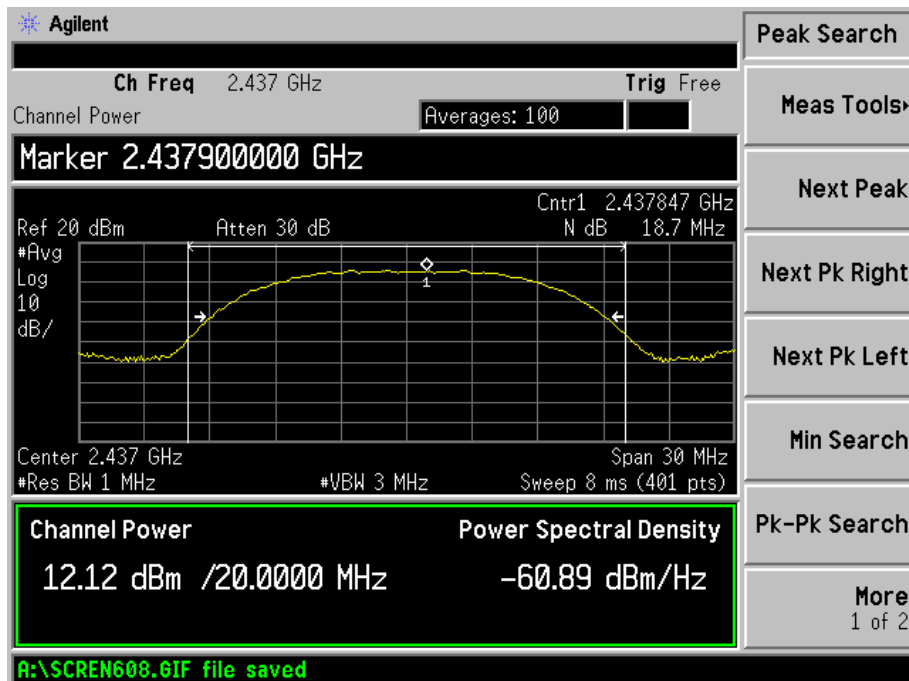 Agilent
Peak Search
Ch Freq 2.437 GHz Trig Free
Channel Power Averages: 100
Meas Tools
Marker 2.437900000 GHz
Next Peak
Cntr1 2.437847 GHz
Ref 20 dBm Atten 30 dB N dB 18.7 MHz
#Avg
Log
10
dB/
1
Next Pk Right
Next Pk Left
Min Search
Center 2.437 GHz Span 30 MHz
#Res BW 1 MHz #VBW 3 MHz Sweep 8 ms (401 pts)
Channel Power Power Spectral Density
12.12 dBm /20.0000 MHz -60.89 dBm/Hz
Pk-Pk Search
More
1 of 2
A:\SCREN608.GIF file saved